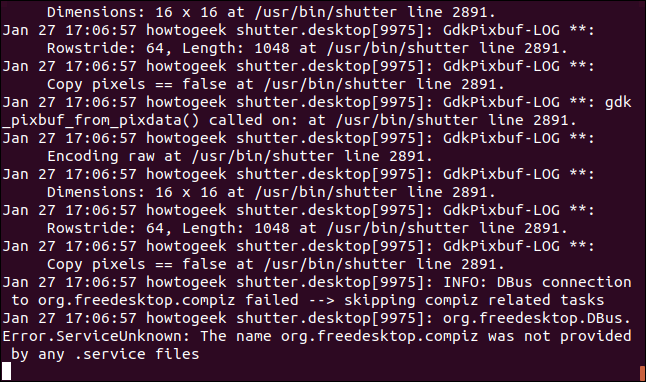 Dimensions: 16 x 16 at /usr/bin/shutter line 2891.
Jan 27 17:06:57 howtogeek shutter.desktop[9975]: GdkPixbuf-LOG **:
     Rowstride: 64, Length: 1048 at /usr/bin/shutter line 2891.
Jan 27 17:06:57 howtogeek shutter.desktop[9975]: GdkPixbuf-LOG **:
     Copy pixels == false at /usr/bin/shutter line 2891.
Jan 27 17:06:57 howtogeek shutter.desktop[9975]: GdkPixbuf-LOG **: gdk
_pixbuf_from_pixdata() called on: at /usr/bin/shutter line 2891.
Jan 27 17:06:57 howtogeek shutter.desktop[9975]: GdkPixbuf-LOG **:
     Encoding raw at /usr/bin/shutter line 2891.
Jan 27 17:06:57 howtogeek shutter.desktop[9975]: GdkPixbuf-LOG **:
     Dimensions: 16 x 16 at /usr/bin/shutter line 2891.
Jan 27 17:06:57 howtogeek shutter.desktop[9975]: GdkPixbuf-LOG **:
     Rowstride: 64, Length: 1048 at /usr/bin/shutter line 2891.
Jan 27 17:06:57 howtogeek shutter.desktop[9975]: GdkPixbuf-LOG **:
     Copy pixels == false at /usr/bin/shutter line 2891.
Jan 27 17:06:57 howtogeek shutter.desktop[9975]: INFO: DBus connection
 to org.freedesktop.compiz failed --> skipping compiz related tasks
Jan 27 17:06:57 howtogeek shutter.desktop[9975]: org.freedesktop.DBus.
Error.ServiceUnknown: The name org.freedesktop.compiz was not provided
 by any .service files